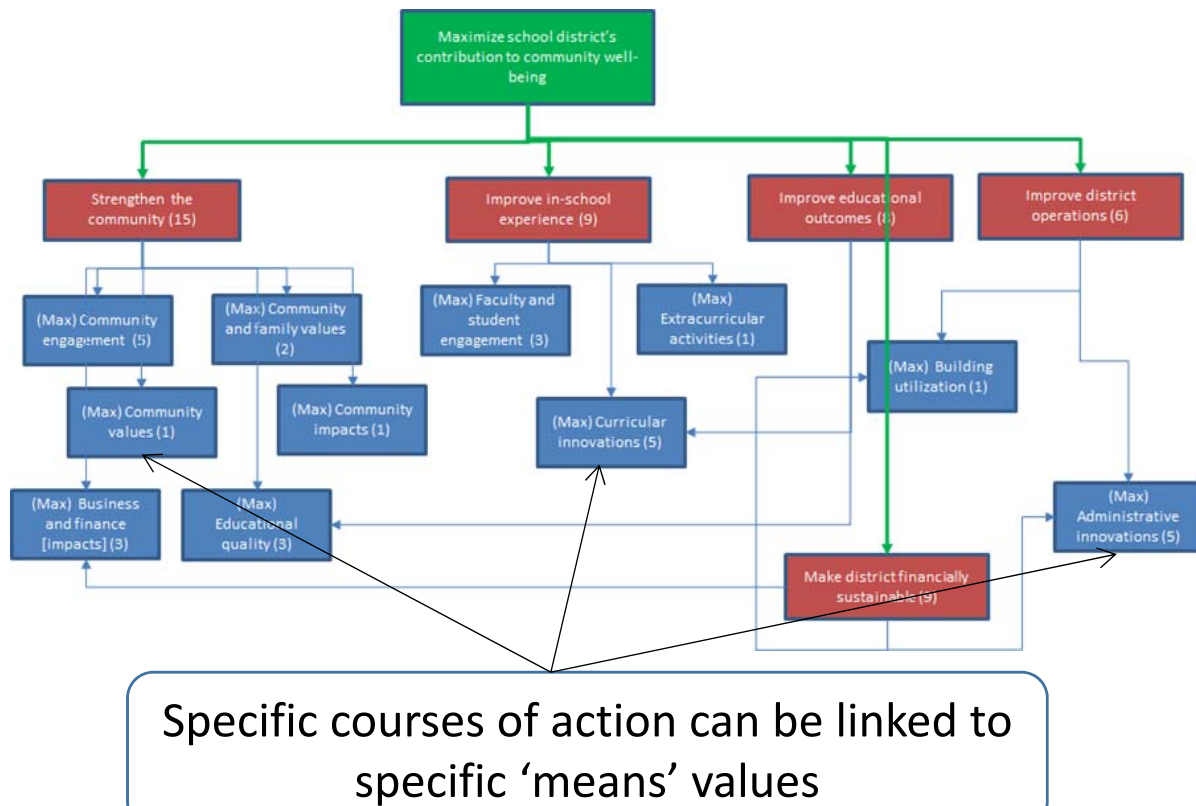 Maximize school district's
contribution to community well-
being
Strengthen the
community (15)
Improve in-school
experience (9)
Improve educational
outcomes (8)
Improve district
operations (6)
(Max) Community
engagement (5)
(Max) Community
and family values
(2)
(Max) Faculty and
student
engagement (3)
(Max)
Extracurricular
activities (1)
(Max) Building
utilization (1)
(Max) Community
values (1)
(Max) Community
impacts (1)
(Max) Curricular
innovations (5)
(Max) Business
and finance
[impacts] (3)
(Max)
Educational
quality (3)
(Max)
Administrative
innovations (5)
Make district financially
sustainable (9)
Specific courses of action can be linked to
specific ‘means’ values